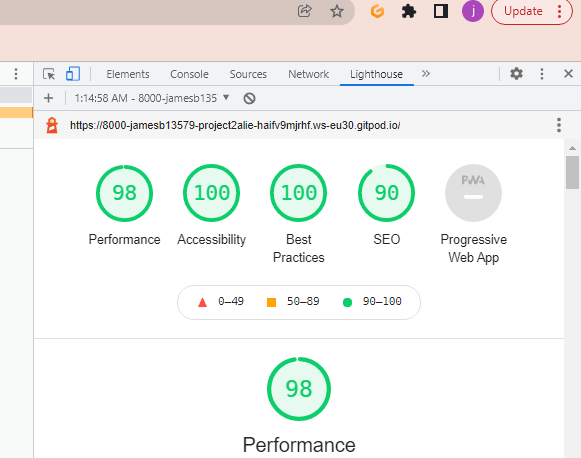 j
Update
Elements Console Sources Network Lighthouse »
1:14:58 AM - 8000-jamesb135
https://8000-jamesb13579-project2alie-haifv9mjrhf.ws-eu30.gitpod.io/
98 100 100 90 PWA
Performance Accessibility Best Practices SEO Progressive Web App
0–49 50–89 90–100
98
Performance